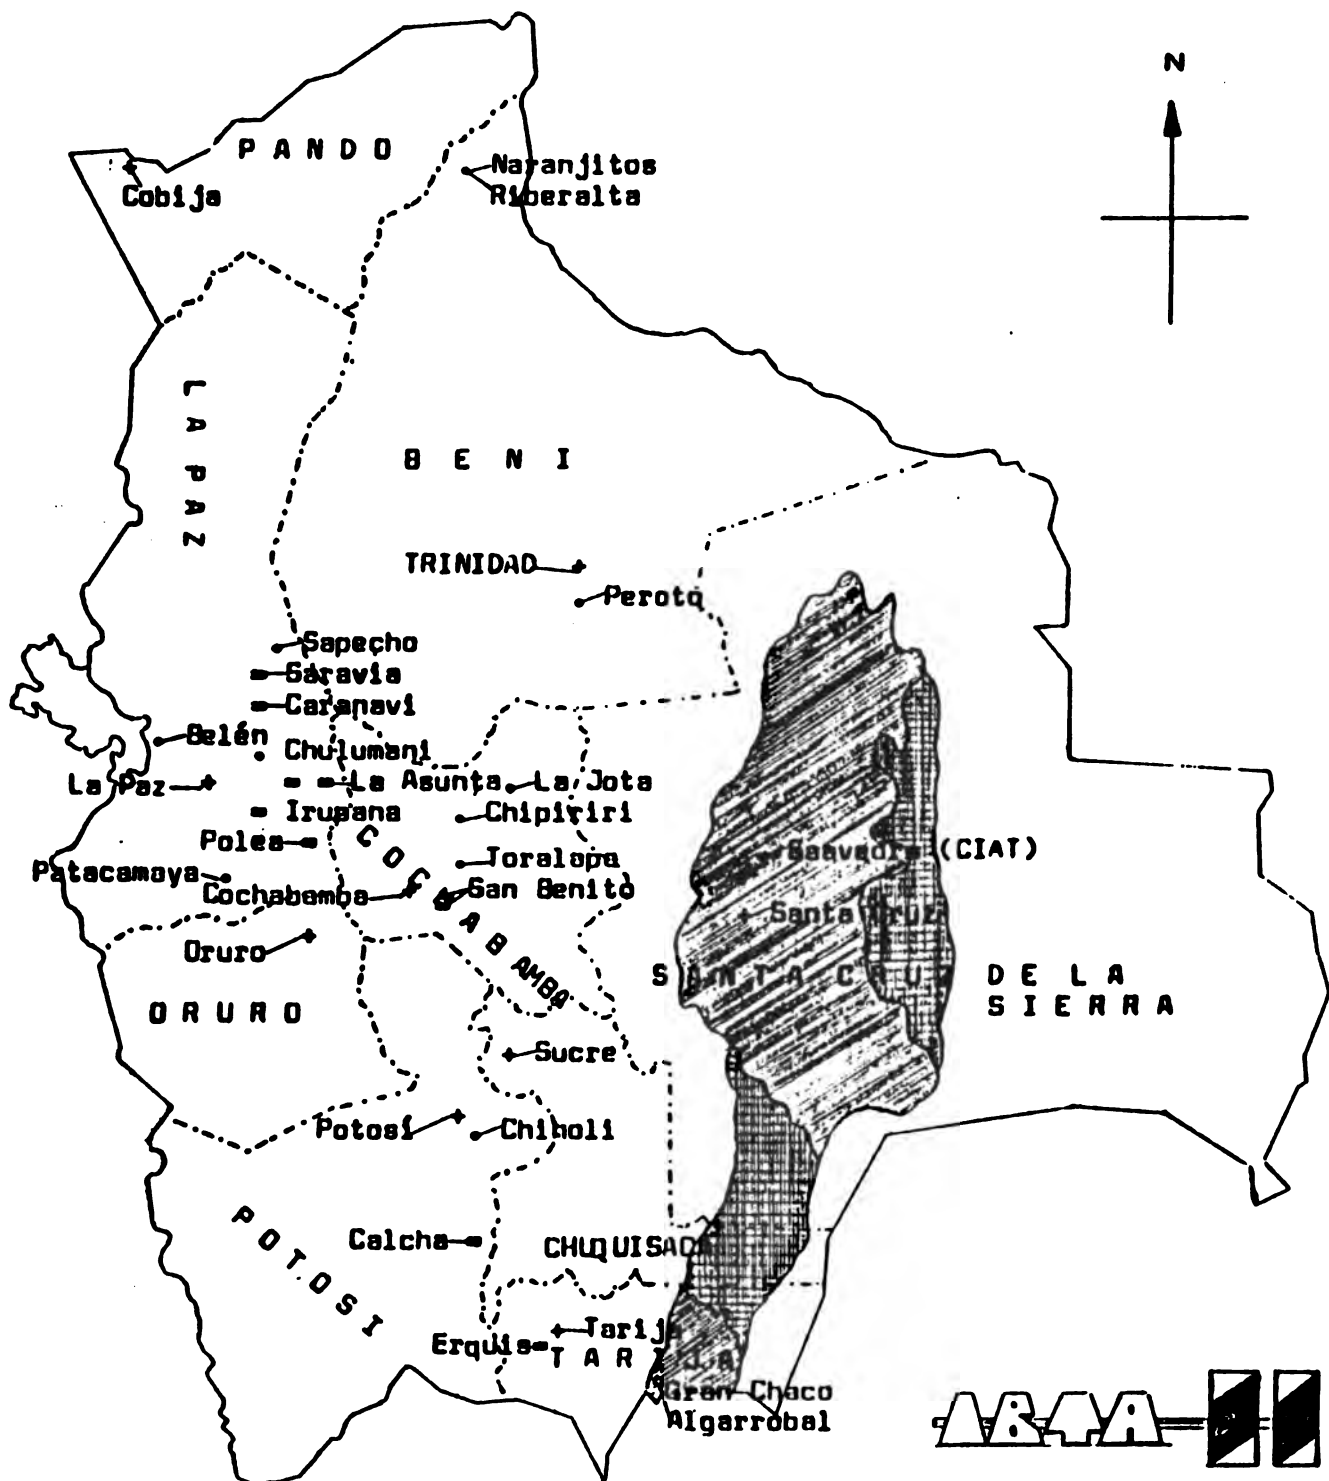 N
PANDO
Naranjitos
Riberalta
Cobija
LA PAZ
BENI
TRINIDAD
Peroto
Sapecho
Saravia
Caranavi
Belén
Chulumani
La Paz
La Asunta
La Jota
Irupana
Chipiriri
Polea
COCHABAMBA
Saavedra (CIAT)
Toralapa
Patacamaya
Cochabamba
San Benito
Santa Cruz
Oruro
SANTA CRUZ DE LA
SIERRA
ORURO
Sucre
Potosí
Chinoli
POTOSI
Calcha
CHUQUISACA
Tarija
Erquis
TARIJA
Gran Chaco
Algarrobal